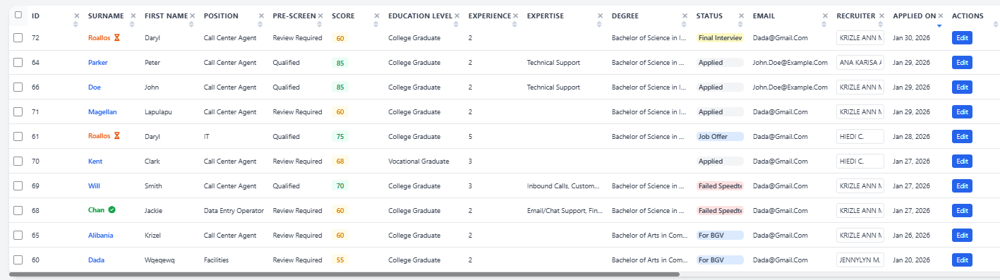 ID SURNAME FIRST NAME POSITION PRE-SCREEN SCORE EDUCATION LEVEL EXPERIENCE EXPERTISE DEGREE STATUS EMAIL RECRUITER APPLIED ON ACTIONS
72 Roallos Daryl Call Center Agent Review Required 60 College Graduate 2 Bachelor of Science in I... Final Interview Dada@Gmail.Com KRIZLE ANN Jan 30, 2026 Edit
64 Parker Peter Call Center Agent Qualified 85 College Graduate 2 Technical Support Bachelor of Science in ... Applied John.Doe@Example.Com ANA KARISA Jan 29, 2026 Edit
66 Doe John Call Center Agent Qualified 85 College Graduate 2 Technical Support Bachelor of Science in I... Applied John.Doe@Example.Com KRIZLE ANN Jan 29, 2026 Edit
71 Magellan Lapulapu Call Center Agent Review Required 60 College Graduate 2 Bachelor of Science in I... Applied Dada@Gmail.Com KRIZLE ANN Jan 29, 2026 Edit
61 Roallos Daryl IT Qualified 75 College Graduate 5 Bachelor of Science in I... Job Offer Dada@Gmail.Com HIEDI C. Jan 28, 2026 Edit
70 Kent Clark Call Center Agent Review Required 68 Vocational Graduate 3 Applied Dada@Gmail.Com HIEDI C. Jan 27, 2026 Edit
69 Will Smith Call Center Agent Qualified 70 College Graduate 3 Inbound Calls, Custom... Bachelor of Science in ... Failed Speedte Dada@Gmail.Com KRIZLE ANN Jan 27, 2026 Edit
68 Chan Jackie Data Entry Operator Review Required 60 College Graduate 2 Email/Chat Support, Fin... Bachelor of Science in ... Failed Speedte Dada@Gmail.Com KRIZLE ANN Jan 27, 2026 Edit
65 Alibania Krizel Call Center Agent Review Required 60 College Graduate 2 Bachelor of Arts in Com... For BGV Dada@Gmail.Com KRIZLE ANN Jan 26, 2026 Edit
60 Dada Wqeqewq Facilities Review Required 55 College Graduate 2 Bachelor of Arts in Com... For BGV Dada@Gmail.Com JENNYLYN M. Jan 20, 2026 Edit